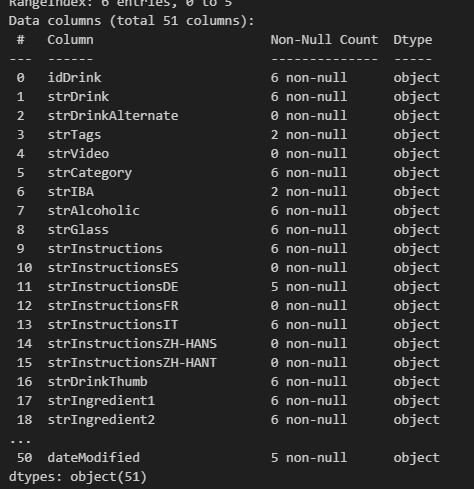 RangeIndex: 6 entries, 0 to 5
Data columns (total 51 columns):
 #   Column                      Non-Null Count  Dtype
---  ------                      --------------  -----
 0   idDrink                     6 non-null      object
 1   strDrink                    6 non-null      object
 2   strDrinkAlternate           0 non-null      object
 3   strTags                     2 non-null      object
 4   strVideo                    0 non-null      object
 5   strCategory                 6 non-null      object
 6   strIBA                      2 non-null      object
 7   strAlcoholic                6 non-null      object
 8   strGlass                    6 non-null      object
 9   strInstructions             6 non-null      object
 10  strInstructionsES           0 non-null      object
 11  strInstructionsDE           5 non-null      object
 12  strInstructionsFR           0 non-null      object
 13  strInstructionsIT           6 non-null      object
 14  strInstructionsZH-HANS      0 non-null      object
 15  strInstructionsZH-HANT      0 non-null      object
 16  strDrinkThumb               6 non-null      object
 17  strIngredient1              6 non-null      object
 18  strIngredient2              6 non-null      object
...
 50  dateModified                5 non-null      object
dtypes: object(51)